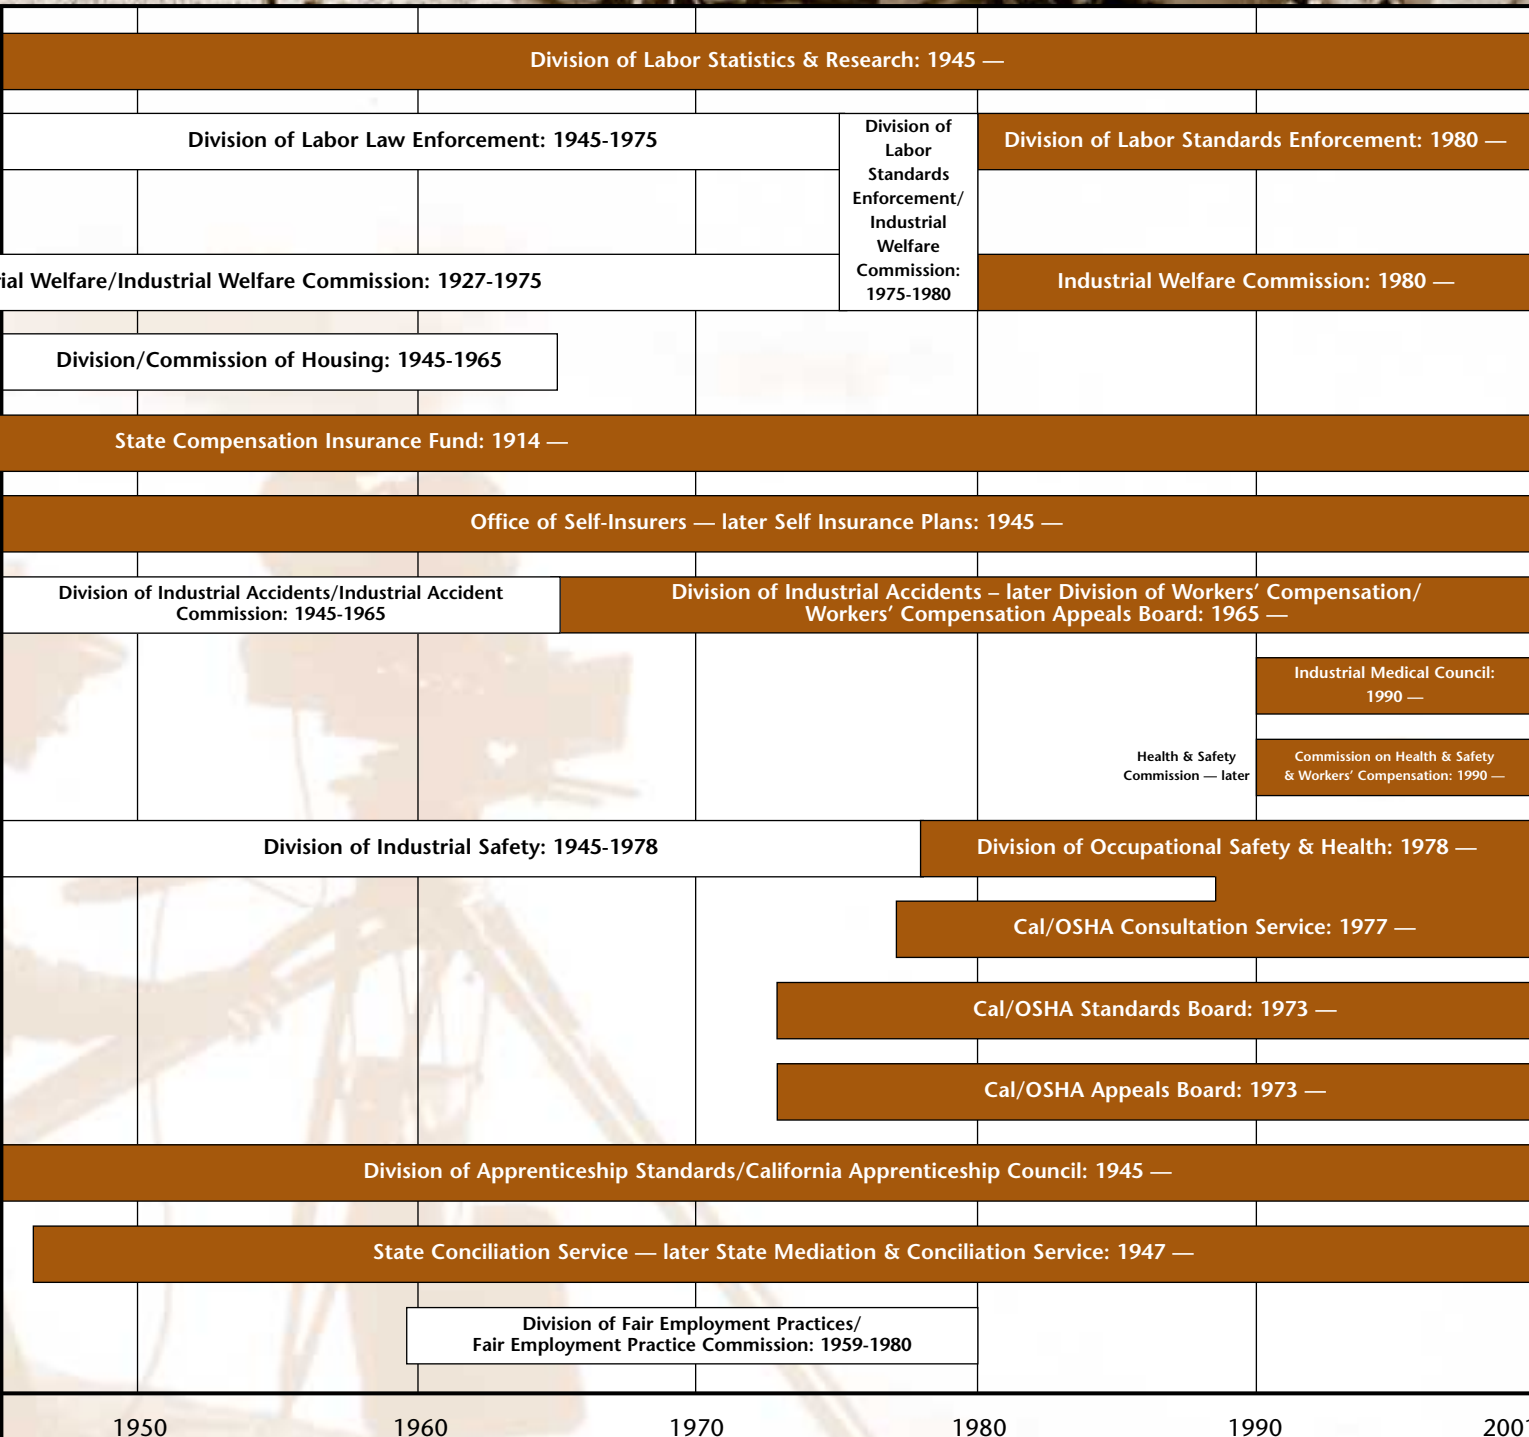 Division of Labor Statistics & Research: 1945 —
Division of Labor Law Enforcement: 1945-1975
Division of
Labor
Standards
Enforcement/
Industrial
Welfare
Commission:
1975-1980
Division of Labor Standards Enforcement: 1980 —
Welfare/Industrial Welfare Commission: 1927-1975
Industrial Welfare Commission: 1980 —
Division/Commission of Housing: 1945-1965
State Compensation Insurance Fund: 1914 —
Office of Self-Insurers — later Self Insurance Plans: 1945 —
Division of Industrial Accidents/Industrial Accident
Commission: 1945-1965
Division of Industrial Accidents – later Division of Workers’ Compensation/
Workers’ Compensation Appeals Board: 1965 —
Industrial Medical Council:
1990 —
Health & Safety
Commission — later
Commission on Health & Safety
& Workers’ Compensation: 1990 —
Division of Industrial Safety: 1945-1978
Division of Occupational Safety & Health: 1978 —
Cal/OSHA Consultation Service: 1977 —
Cal/OSHA Standards Board: 1973 —
Cal/OSHA Appeals Board: 1973 —
Division of Apprenticeship Standards/California Apprenticeship Council: 1945 —
State Conciliation Service — later State Mediation & Conciliation Service: 1947 —
Division of Fair Employment Practices/
Fair Employment Practice Commission: 1959-1980
1950 1960 1970 1980 1990 2001